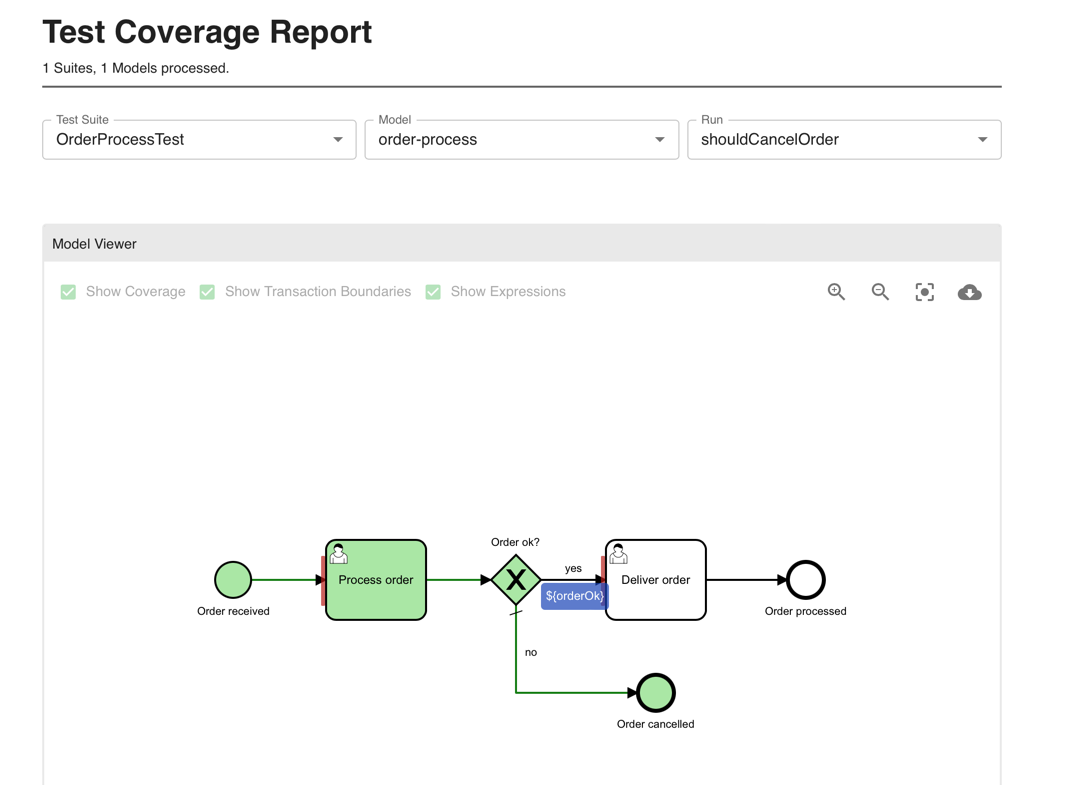 Test Coverage Report
1 Suites, 1 Models processed.
Test Suite
OrderProcessTest
Model
order-process
Run
shouldCancelOrder
Model Viewer
Show Coverage
Show Transaction Boundaries
Show Expressions
Order ok?
yes
Process order
X
Deliver order
${orderOk}
Order received
Order processed
no
Order cancelled